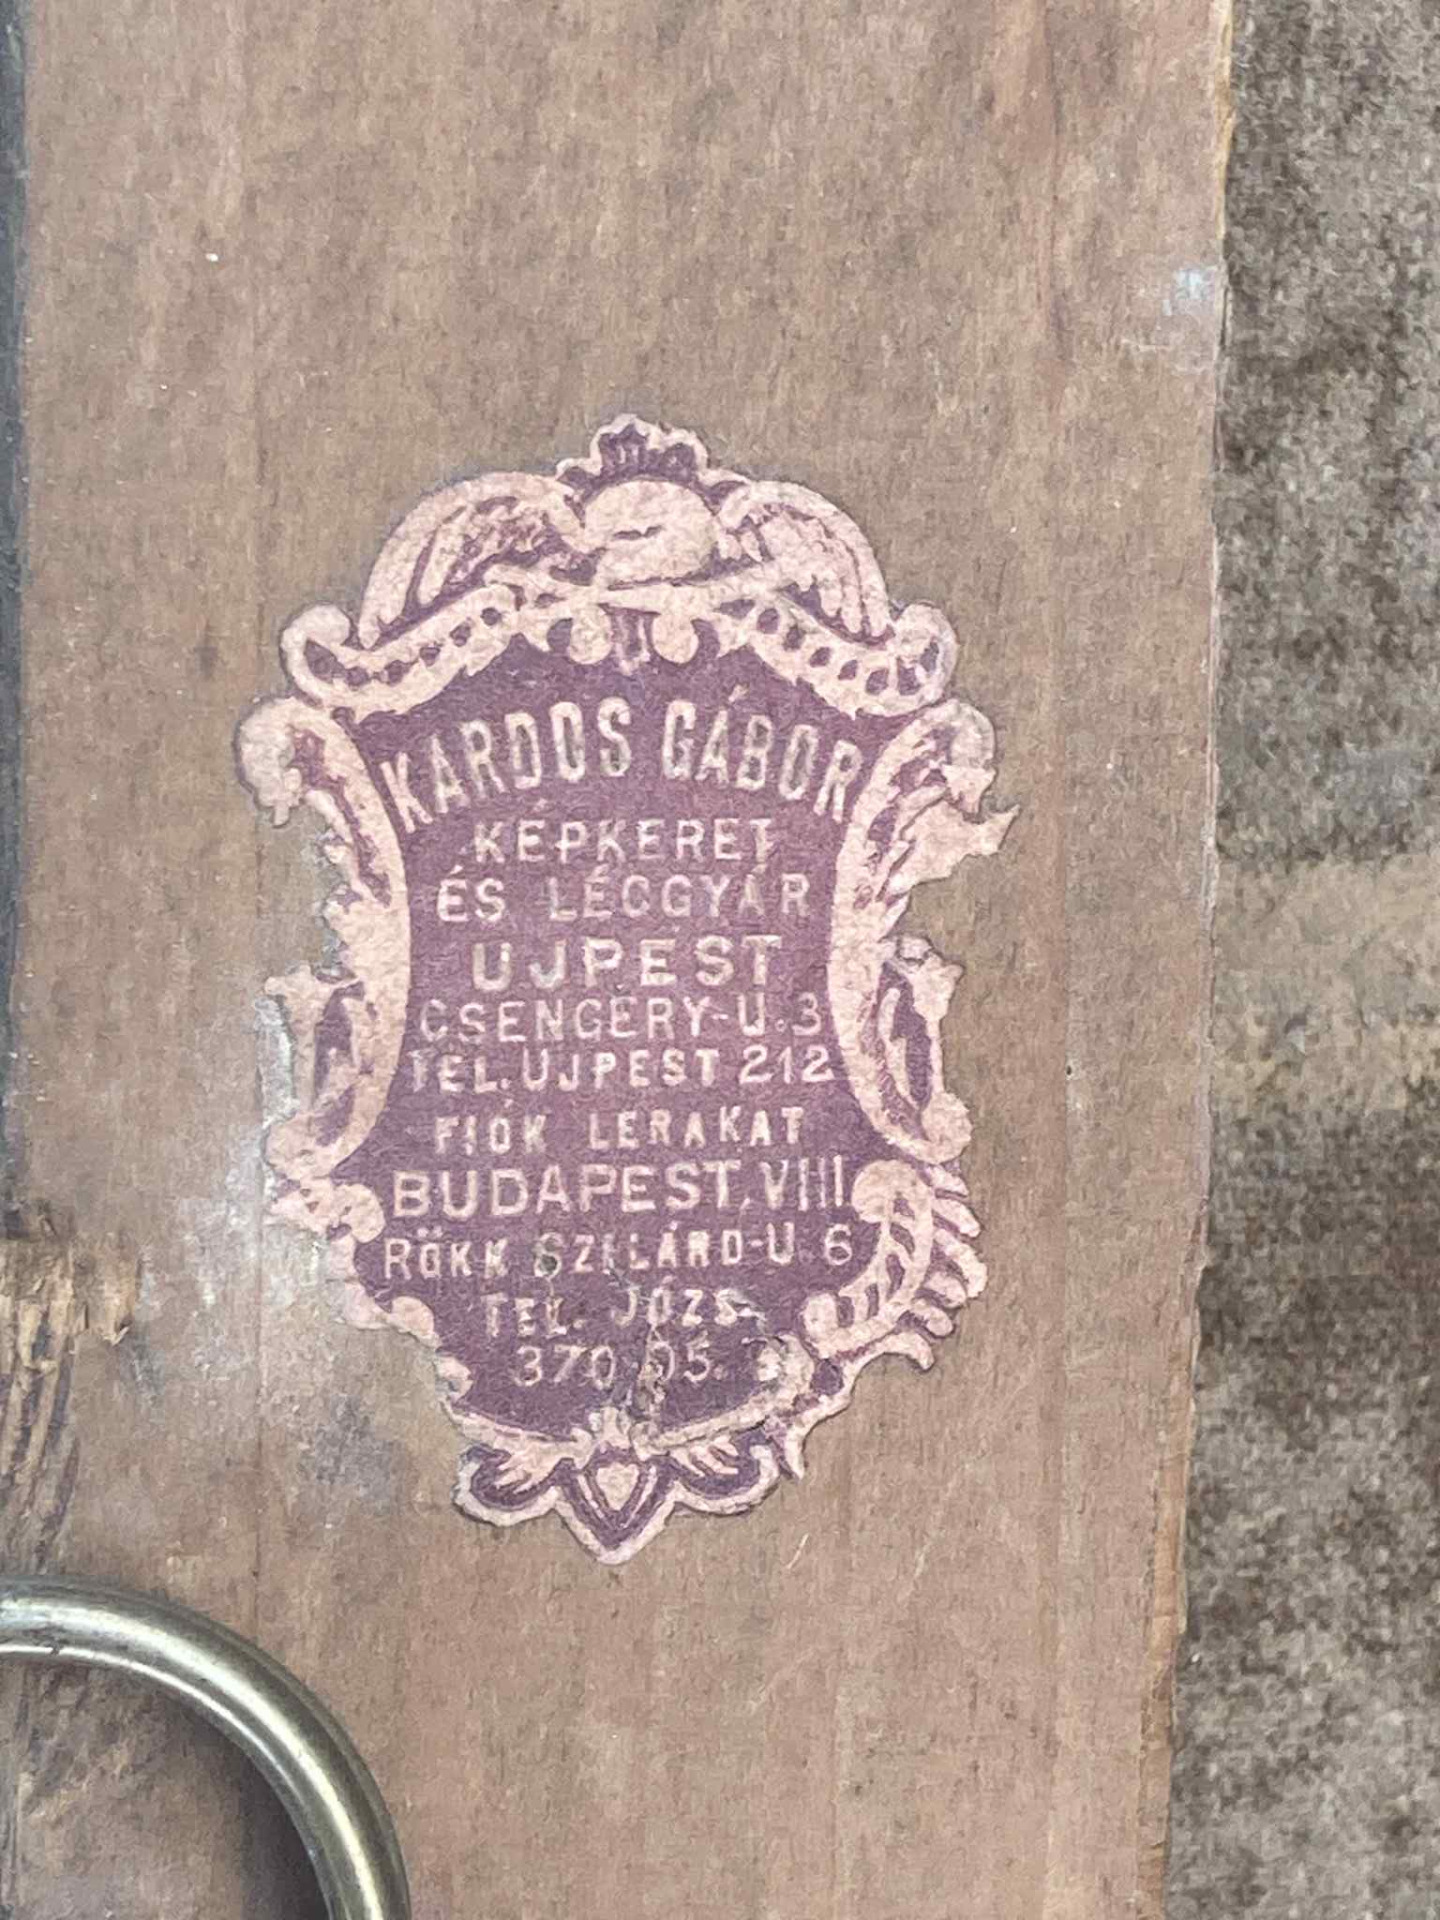 KARDOS GÁBOR
KÉPKERET
ÉS LÉCGYÁR
UJPEST
CSENGERY-U. 3
TEL. UJPEST 212
FIÓK LERAKAT
BUDAPEST, VIII
RÖKK SZILÁRD-U. 6
TEL. JÓZS.
370 05.